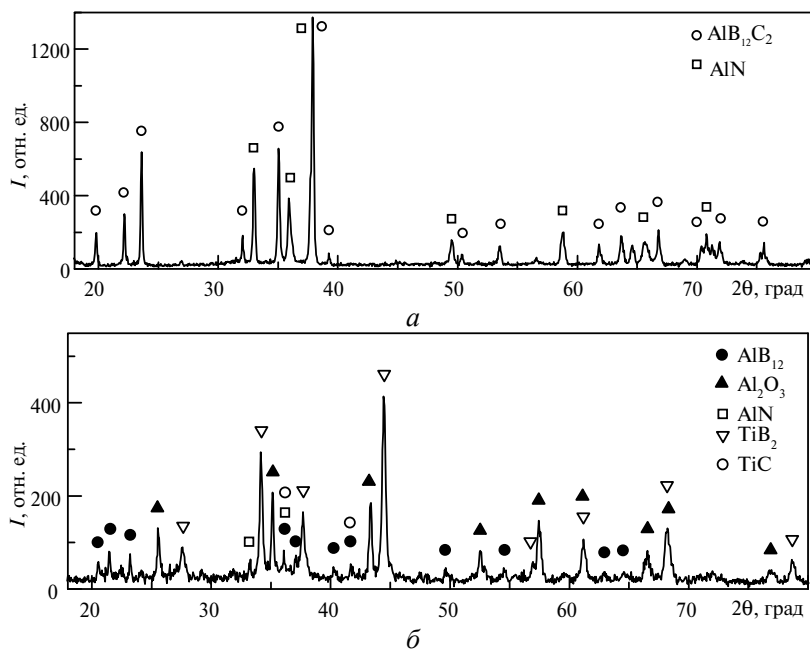 1200
800
400
0
I, отн. ед.
○ AlB₁₂C₂
□ AlN
20 30 40 50 60 70 2θ, град
а
400
200
0
I, отн. ед.
● AlB₁₂
▲ Al₂O₃
□ AlN
▽ TiB₂
○ TiC
20 30 40 50 60 70 2θ, град
б